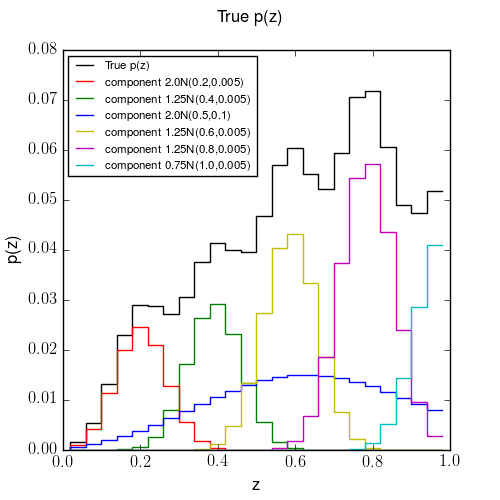 True p(z)
0.08
0.07
0.06
0.05
0.04
0.03
0.02
0.01
0.00
p(z)
True p(z)
component 2.0N(0.2,0.005)
component 1.25N(0.4,0.005)
component 2.0N(0.5,0.1)
component 1.25N(0.6,0.005)
component 1.25N(0.8,0.005)
component 0.75N(1.0,0.005)
0.0 0.2 0.4 0.6 0.8 1.0
z